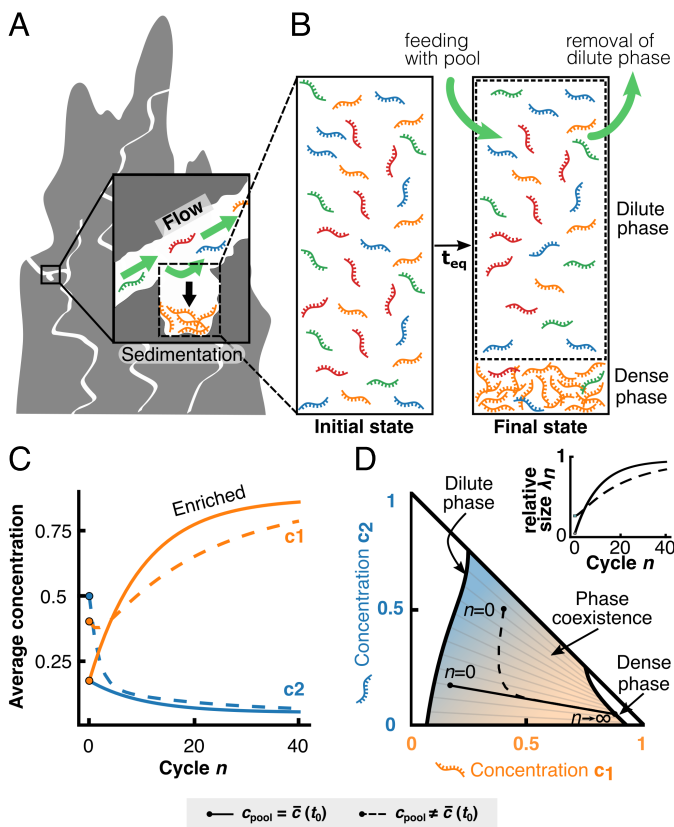 A
B
feeding
with pool
removal of
dilute phase
Flow
Sedimentation
t_eq
Dilute
phase
Dense
phase
Initial state
Final state
C
Average concentration
0.75
0.5
0.25
Enriched
c1
c2
0
20
40
Cycle n
D
Concentration c2
1
0.5
0
Dilute
phase
n=0
n=0
Phase
coexistence
Dense
phase
n→∞
0
0.5
1
Concentration c1
relative
size λn
1
0
0
20
40
Cycle n
c_pool = c̄ (t_0)
c_pool ≠ c̄ (t_0)